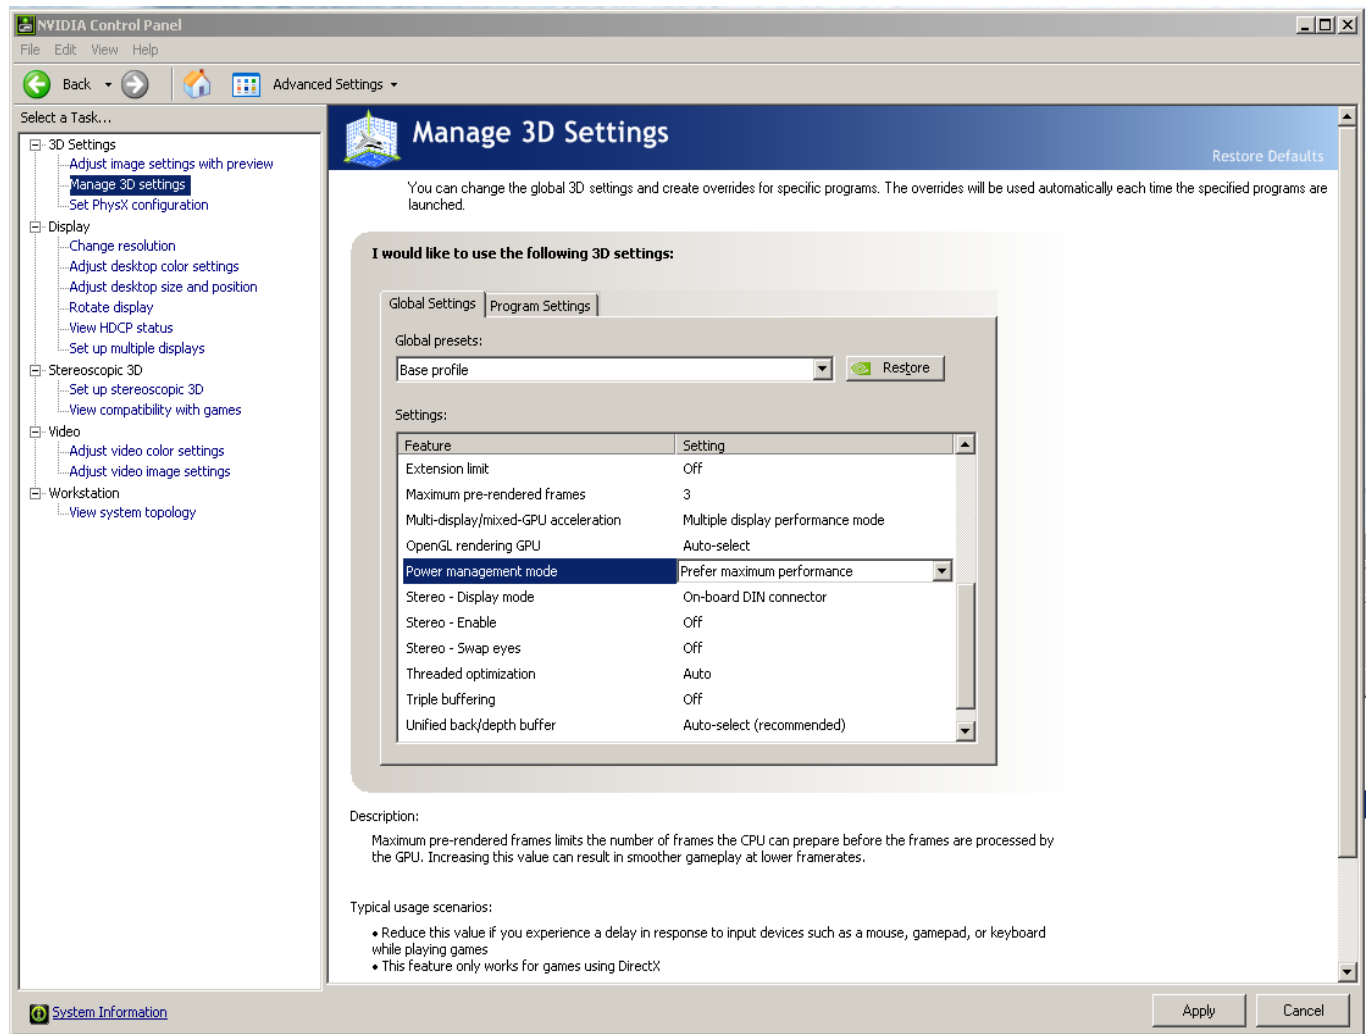 NVIDIA Control Panel
File Edit View Help
Back Advanced Settings
Select a Task...
3D Settings
Adjust image settings with preview
Manage 3D settings
Set PhysX configuration
Display
Change resolution
Adjust desktop color settings
Adjust desktop size and position
Rotate display
View HDCP status
Set up multiple displays
Stereoscopic 3D
Set up stereoscopic 3D
View compatibility with games
Video
Adjust video color settings
Adjust video image settings
Workstation
View system topology
Manage 3D Settings
Restore Defaults
You can change the global 3D settings and create overrides for specific programs. The overrides will be used automatically each time the specified programs are
launched.
I would like to use the following 3D settings:
Global Settings Program Settings
Global presets:
Base profile Restore
Settings:
Feature Setting
Extension limit Off
Maximum pre-rendered frames 3
Multi-display/mixed-GPU acceleration Multiple display performance mode
OpenGL rendering GPU Auto-select
Power management mode Prefer maximum performance
Stereo - Display mode On-board DIN connector
Stereo - Enable Off
Stereo - Swap eyes Off
Threaded optimization Auto
Triple buffering Off
Unified back/depth buffer Auto-select (recommended)
Description:
Maximum pre-rendered frames limits the number of frames the CPU can prepare before the frames are processed by
the GPU. Increasing this value can result in smoother gameplay at lower framerates.
Typical usage scenarios:
• Reduce this value if you experience a delay in response to input devices such as a mouse, gamepad, or keyboard
while playing games
• This feature only works for games using DirectX
System Information
Apply Cancel